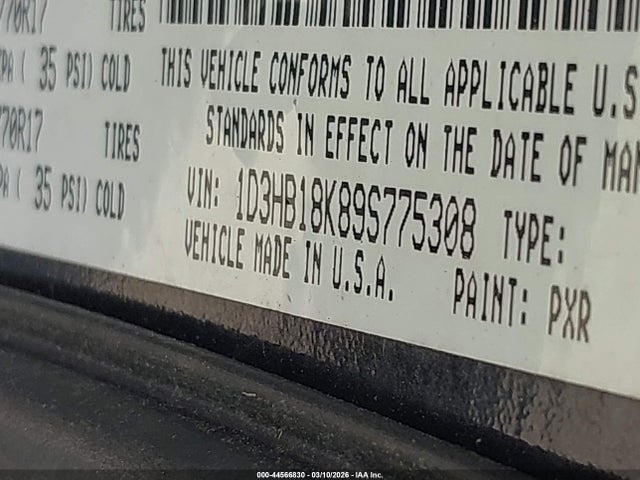 /70R17 TIRES
PA ( 35 PSI) COLD
/70R17 TIRES
PA ( 35 PSI) COLD
THIS VEHICLE CONFORMS TO ALL APPLICABLE U.S
STANDARDS IN EFFECT ON THE DATE OF MAN
VIN: 1D3HB18K89S775308 TYPE:
VEHICLE MADE IN U.S.A. PAINT: PXR
000-44566830 - 03/10/2026 - IAA Inc.